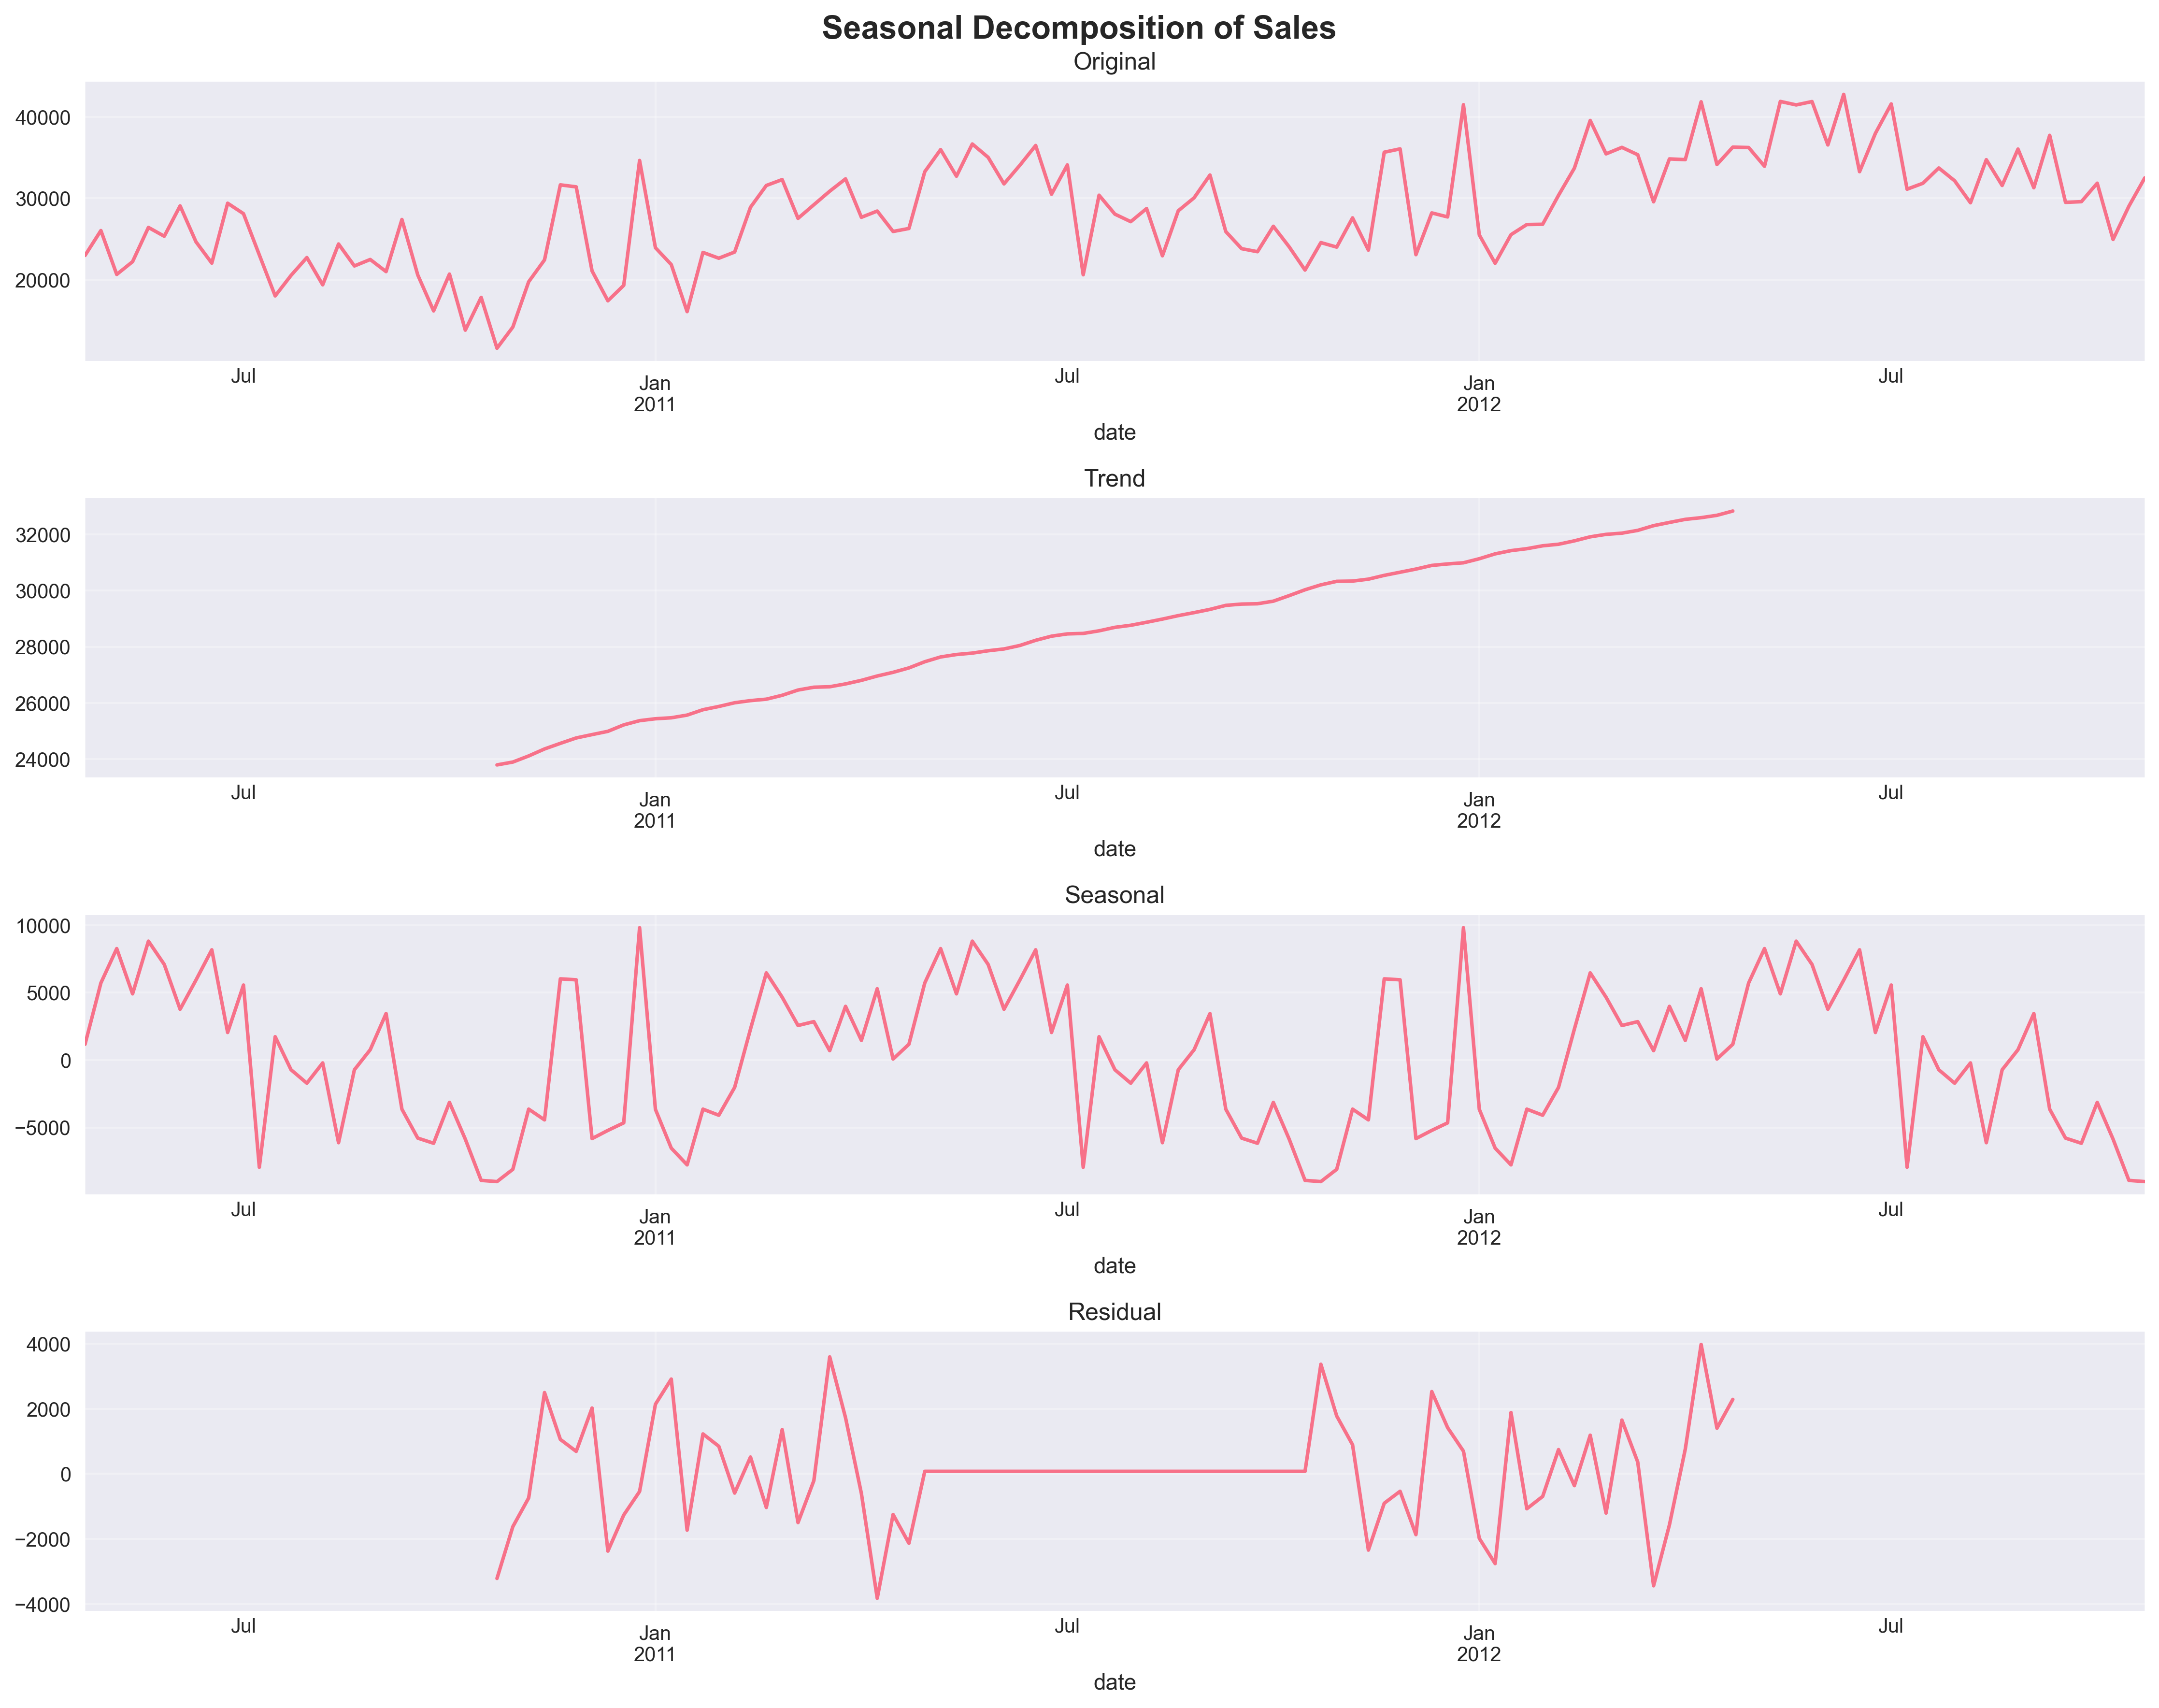 Seasonal Decomposition of Sales
Original
40000
30000
20000
Jul
Jan
2011
Jul
Jan
2012
Jul
date
Trend
32000
30000
28000
26000
24000
Jul
Jan
2011
Jul
Jan
2012
Jul
date
Seasonal
10000
5000
0
−5000
Jul
Jan
2011
Jul
Jan
2012
Jul
date
Residual
4000
2000
0
−2000
−4000
Jul
Jan
2011
Jul
Jan
2012
Jul
date